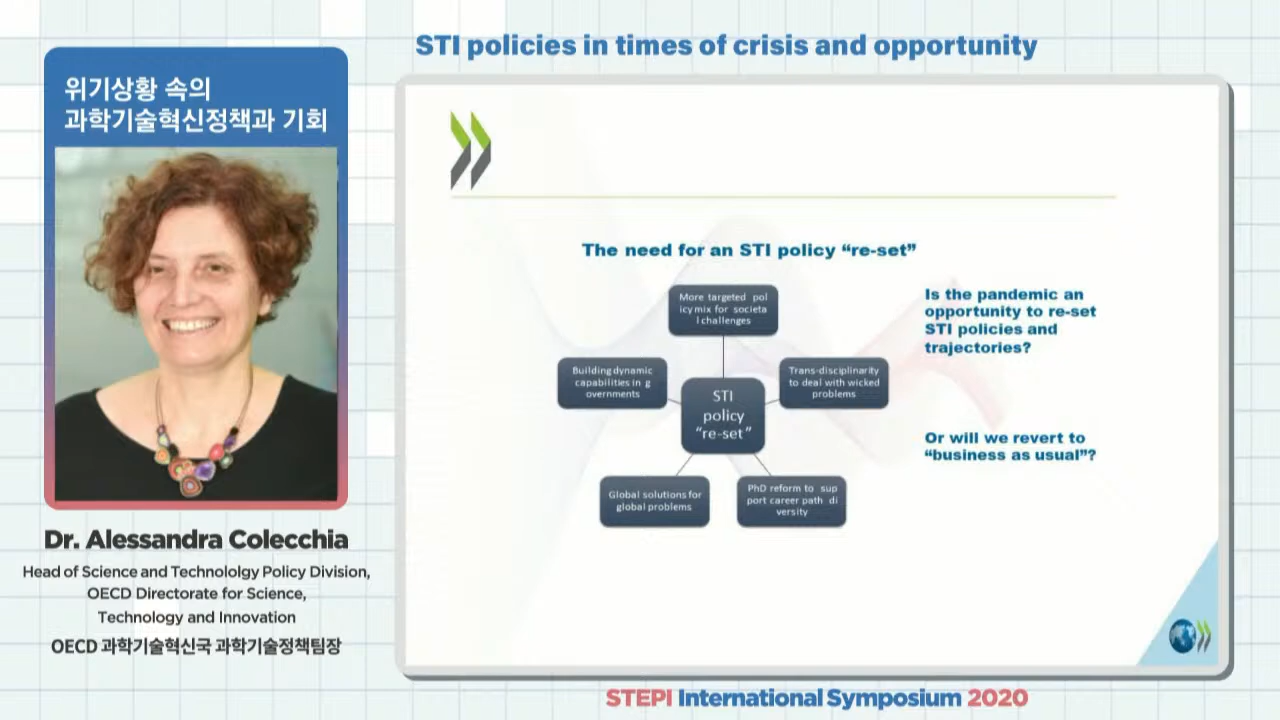 STI policies in times of crisis and opportunity
위기상황 속의
과학기술혁신정책과 기회
Dr. Alessandra Colecchia
Head of Science and Technololgy Policy Division,
OECD Directorate for Science,
Technology and Innovation
OECD 과학기술혁신국 과학기술정책팀장
The need for an STI policy “re-set”
More targeted pol
icy mix for societa
l challenges
Building dynamic
capabilities in g
overnments
Trans-disciplinarity
to deal with wicked
problems
STI
policy
“re-set”
Global solutions for
global problems
PhD reform to sup
port career path di
versity
Is the pandemic an
opportunity to re-set
STI policies and
trajectories?
Or will we revert to
“business as usual”?
STEPI International Symposium 2020